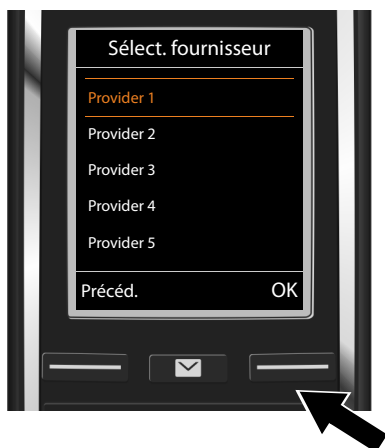 Sélect. fournisseur
Provider 1
Provider 2
Provider 3
Provider 4
Provider 5
Précéd. OK